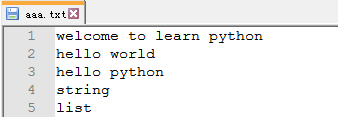 aaa.txt
1 welcome to learn python
2 hello world
3 hello python
4 string
5 list